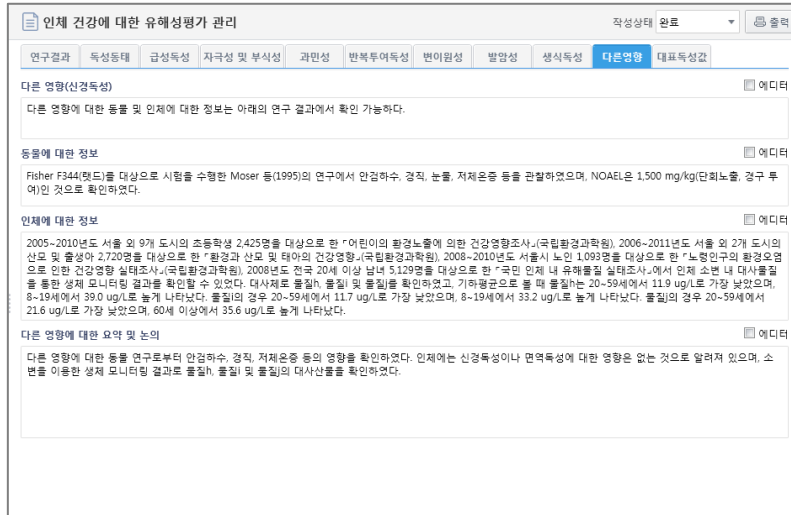 인체 건강에 대한 유해성평가 관리
작성상태 완료
출력
연구결과 독성동태 급성독성 자극성 및 부식성 과민성 반복투여독성 변이원성 발암성 생식독성 다른영향 대표독성값
다른 영향(신경독성)
에디터
다른 영향에 대한 동물 및 인체에 대한 정보는 아래의 연구 결과에서 확인 가능하다.
동물에 대한 정보
에디터
Fisher F344(랫드)를 대상으로 시험을 수행한 Moser 등(1995)의 연구에서 안검하수, 경직, 눈물, 저체온증 등을 관찰하였으며, NOAEL은 1,500 mg/kg(단회노출, 경구 투
여)인 것으로 확인하였다.
인체에 대한 정보
에디터
2005~2010년도 서울 외 9개 도시의 초등학생 2,425명을 대상으로 한 「어린이의 환경노출에 의한 건강영향조사」(국립환경과학원), 2006~2011년도 서울 외 2개 도시의
산모 및 출생아 2,720명을 대상으로 한 「환경과 산모 및 태아의 건강영향」(국립환경과학원), 2008~2010년도 서울시 노인 1,093명을 대상으로 한 「노령인구의 환경오염
으로 인한 건강영향 실태조사」(국립환경과학원), 2008년도 전국 20세 이상 남녀 5,129명을 대상으로 한 「국민 인체 내 유해물질 실태조사」에서 인체 소변 내 대사물질
을 통한 생체 모니터링 결과를 확인할 수 있었다. 대사체로 물질h, 물질i 및 물질j를 확인하였고, 기하평균으로 볼 때 물질h는 20~59세에서 11.9 ug/L로 가장 낮았으며,
8~19세에서 39.0 ug/L로 높게 나타났다. 물질i의 경우 20~59세에서 11.7 ug/L로 가장 낮았으며, 8~19세에서 33.2 ug/L로 높게 나타났다. 물질j의 경우 20~59세에서
21.6 ug/L로 가장 낮았으며, 60세 이상에서 35.6 ug/L로 높게 나타났다.
다른 영향에 대한 요약 및 논의
에디터
다른 영향에 대한 동물 연구로부터 안검하수, 경직, 저체온증 등의 영향을 확인하였다. 인체에는 신경독성이나 면역독성에 대한 영향은 없는 것으로 알려져 있으며, 소
변을 이용한 생체 모니터링 결과로 물질h, 물질i 및 물질j의 대사산물을 확인하였다.